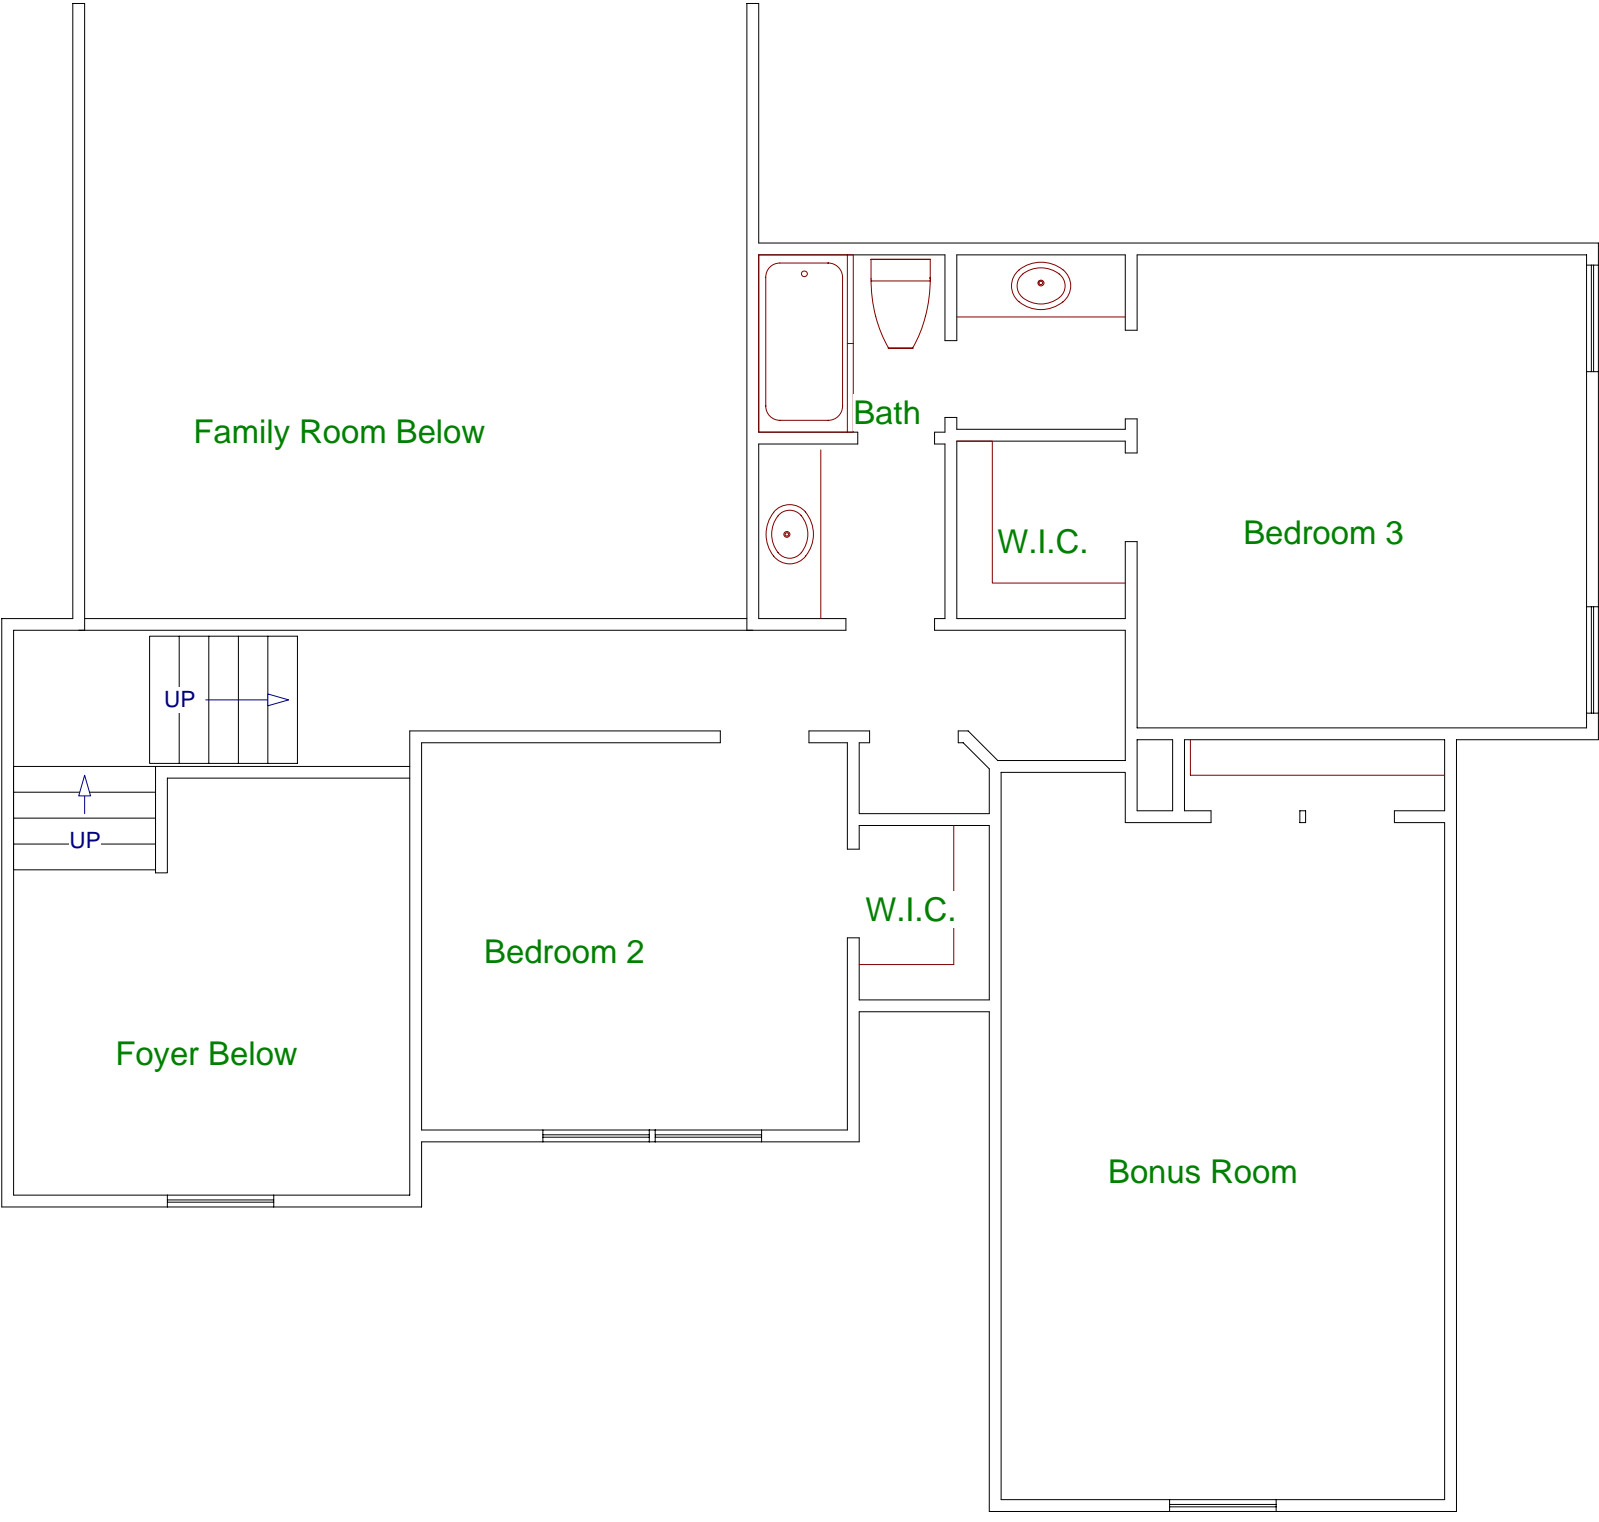 Bath
Family Room Below
W.I.C.
Bedroom 3
UP
UP
W.I.C.
Bedroom 2
Foyer Below
Bonus Room